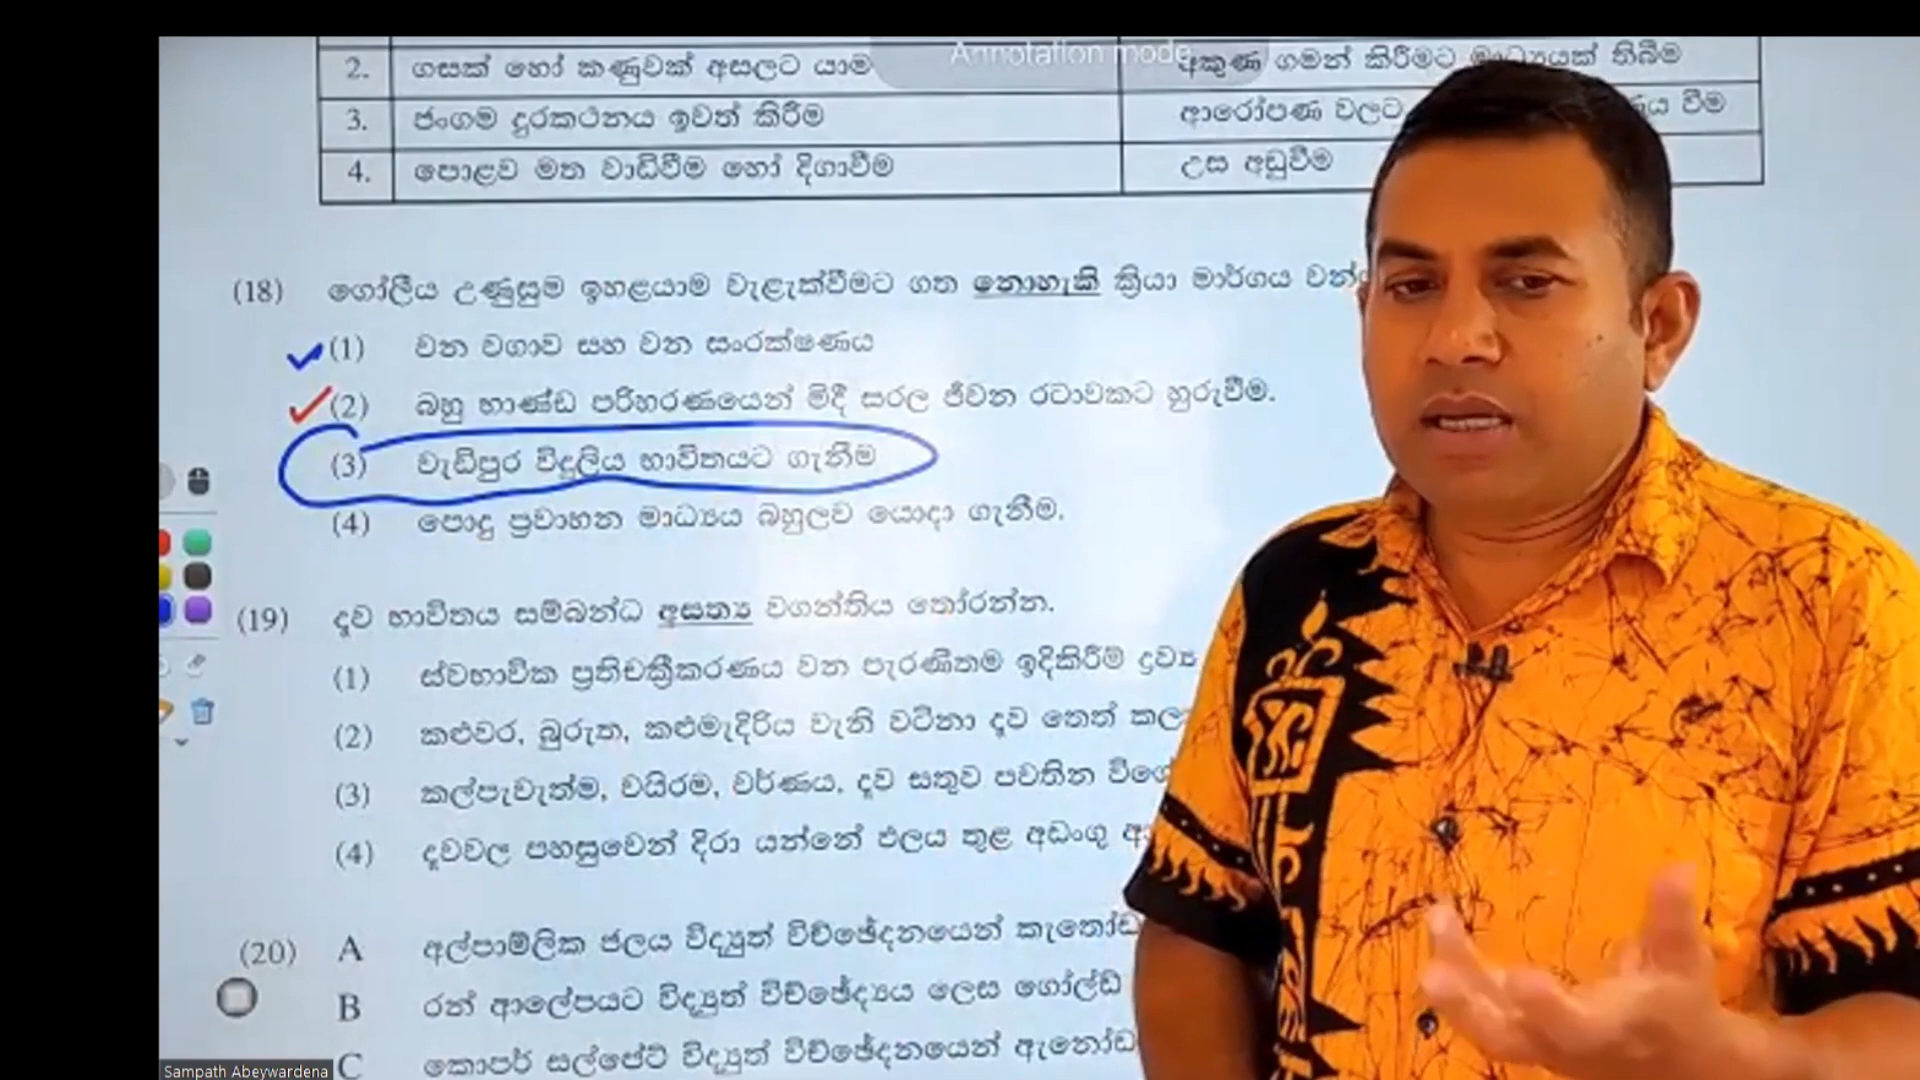 Annotation mode
2. ගසක් හෝ කණුවක් අසලට යාම අකුණ ගමන් කිරීමට මාධ්‍යයක් තිබීම
3. ජංගම දුරකථනය ඉවත් කිරීම ආරෝපණ වලට වීම
4. පොළව මත වාඩිවීම හෝ දිගාවීම උස අඩුවීම
(18) ගෝලීය උණුසුම ඉහළයාම වැළැක්වීමට ගත නොහැකි ක්‍රියා මාර්ගය
(1) වන වගාව සහ වන සංරක්ෂණය
(2) බහු භාණ්ඩ පරිහරණයෙන් මිදී සරල ජීවන රටාවකට හුරුවීම.
(3) වැඩිපුර විදුලිය භාවිතයට ගැනීම
(4) පොදු ප්‍රවාහන මාධ්‍යය බහුලව යොදා ගැනීම.
(19) දැව භාවිතය සම්බන්ධ අසත්‍ය වගන්තිය තෝරන්න.
(1) ස්වභාවික ප්‍රතිචක්‍රීකරණය වන පැරණිතම ඉදිකිරීම් ද්‍රව්‍ය
(2) කළුවර, බුරුත, කළුමැදිරිය වැනි වටිනා දැව තෙත් කලාප
(3) කල්පැවැත්ම, වයිරම, වර්ණය, දැව සතුව පවතින
(4) දැවවල පහසුවෙන් දිරා යන්නේ ඵලය තුළ අඩංගු
(20) A අල්පාම්ලික ජලය විද්‍යුත් විච්ඡේදනයෙන් කැතෝඩ
B රන් ආලේපයට විද්‍යුත් විච්ඡේද්‍යය ලෙස ගෝල්ඩ්
C කොපර් සල්ෆේට් විද්‍යුත් විච්ඡේදනයෙන් ඇනෝඩ
Sampath Abeywardena